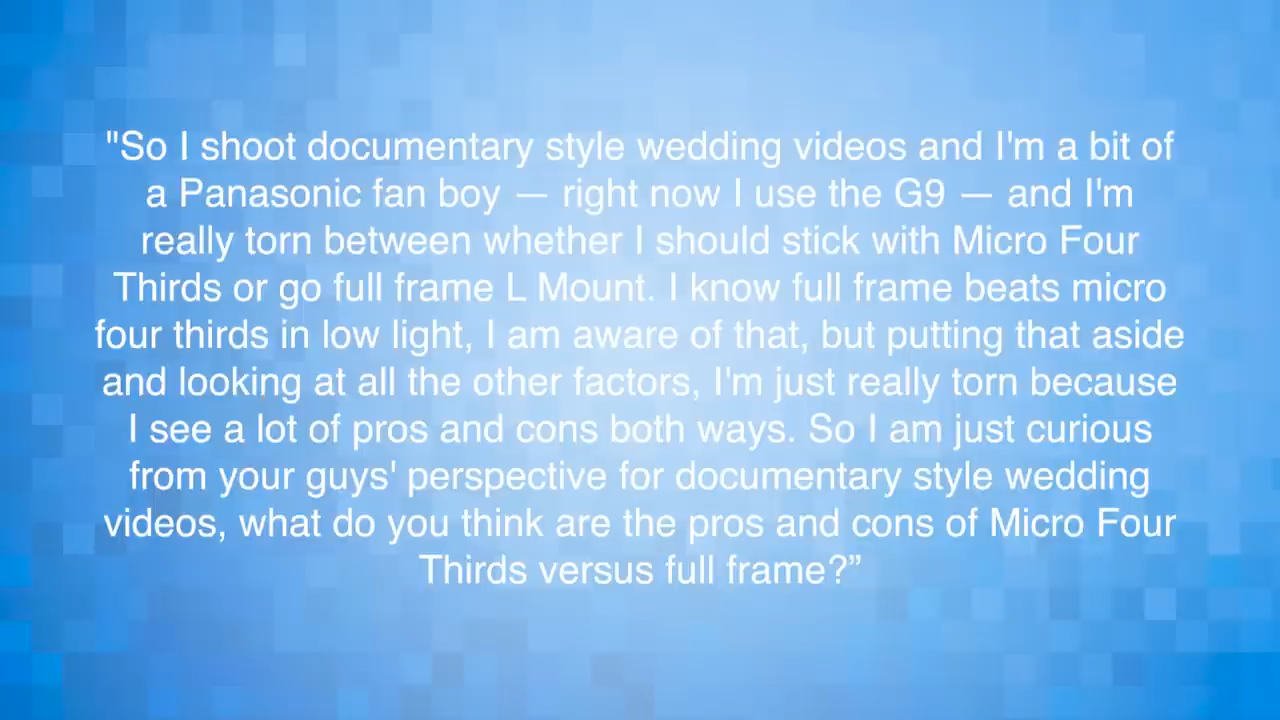 "So I shoot documentary style wedding videos and I'm a bit of
a Panasonic fan boy — right now I use the G9 — and I'm
really torn between whether I should stick with Micro Four
Thirds or go full frame L Mount. I know full frame beats micro
four thirds in low light, I am aware of that, but putting that aside
and looking at all the other factors, I'm just really torn because
I see a lot of pros and cons both ways. So I am just curious
from your guys' perspective for documentary style wedding
videos, what do you think are the pros and cons of Micro Four
Thirds versus full frame?”